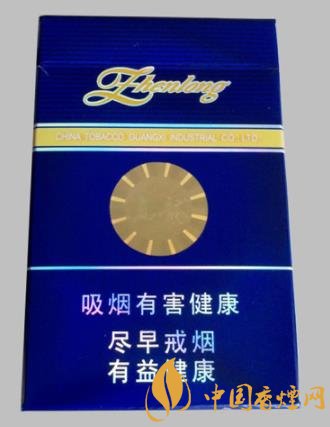 Zhenlong
CHINA TOBACCO GUANGXI INDUSTRIAL CO., LTD.
吸烟有害健康
尽早戒烟
有益健康
中国香烟网